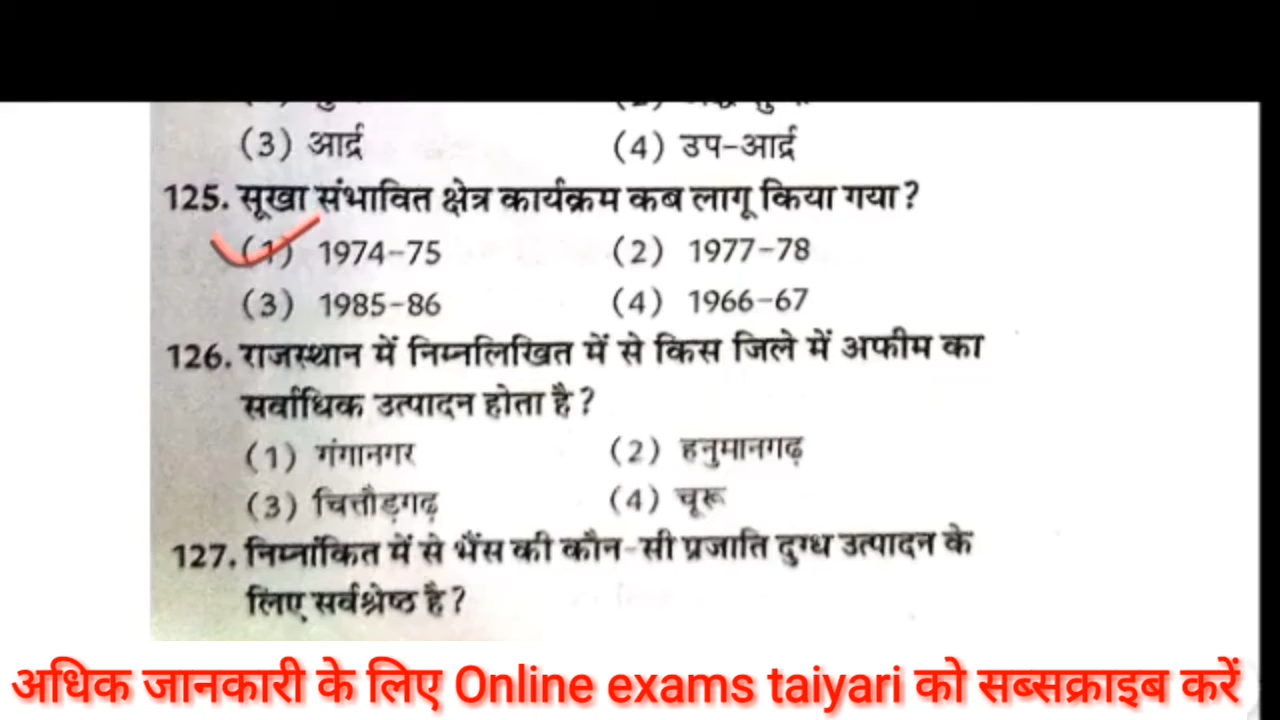 (3) आर्द्र (4) उप-आर्द्र
125. सूखा संभावित क्षेत्र कार्यक्रम कब लागू किया गया?
(1) 1974-75 (2) 1977-78
(3) 1985-86 (4) 1966-67
126. राजस्थान में निम्नलिखित में से किस जिले में अफीम का
सर्वाधिक उत्पादन होता है?
(1) गंगानगर (2) हनुमानगढ़
(3) चित्तौड़गढ़ (4) चूरू
127. निम्नांकित में से भैंस की कौन-सी प्रजाति दुग्ध उत्पादन के
लिए सर्वश्रेष्ठ है?
अधिक जानकारी के लिए Online exams taiyari को सब्सक्राइब करें